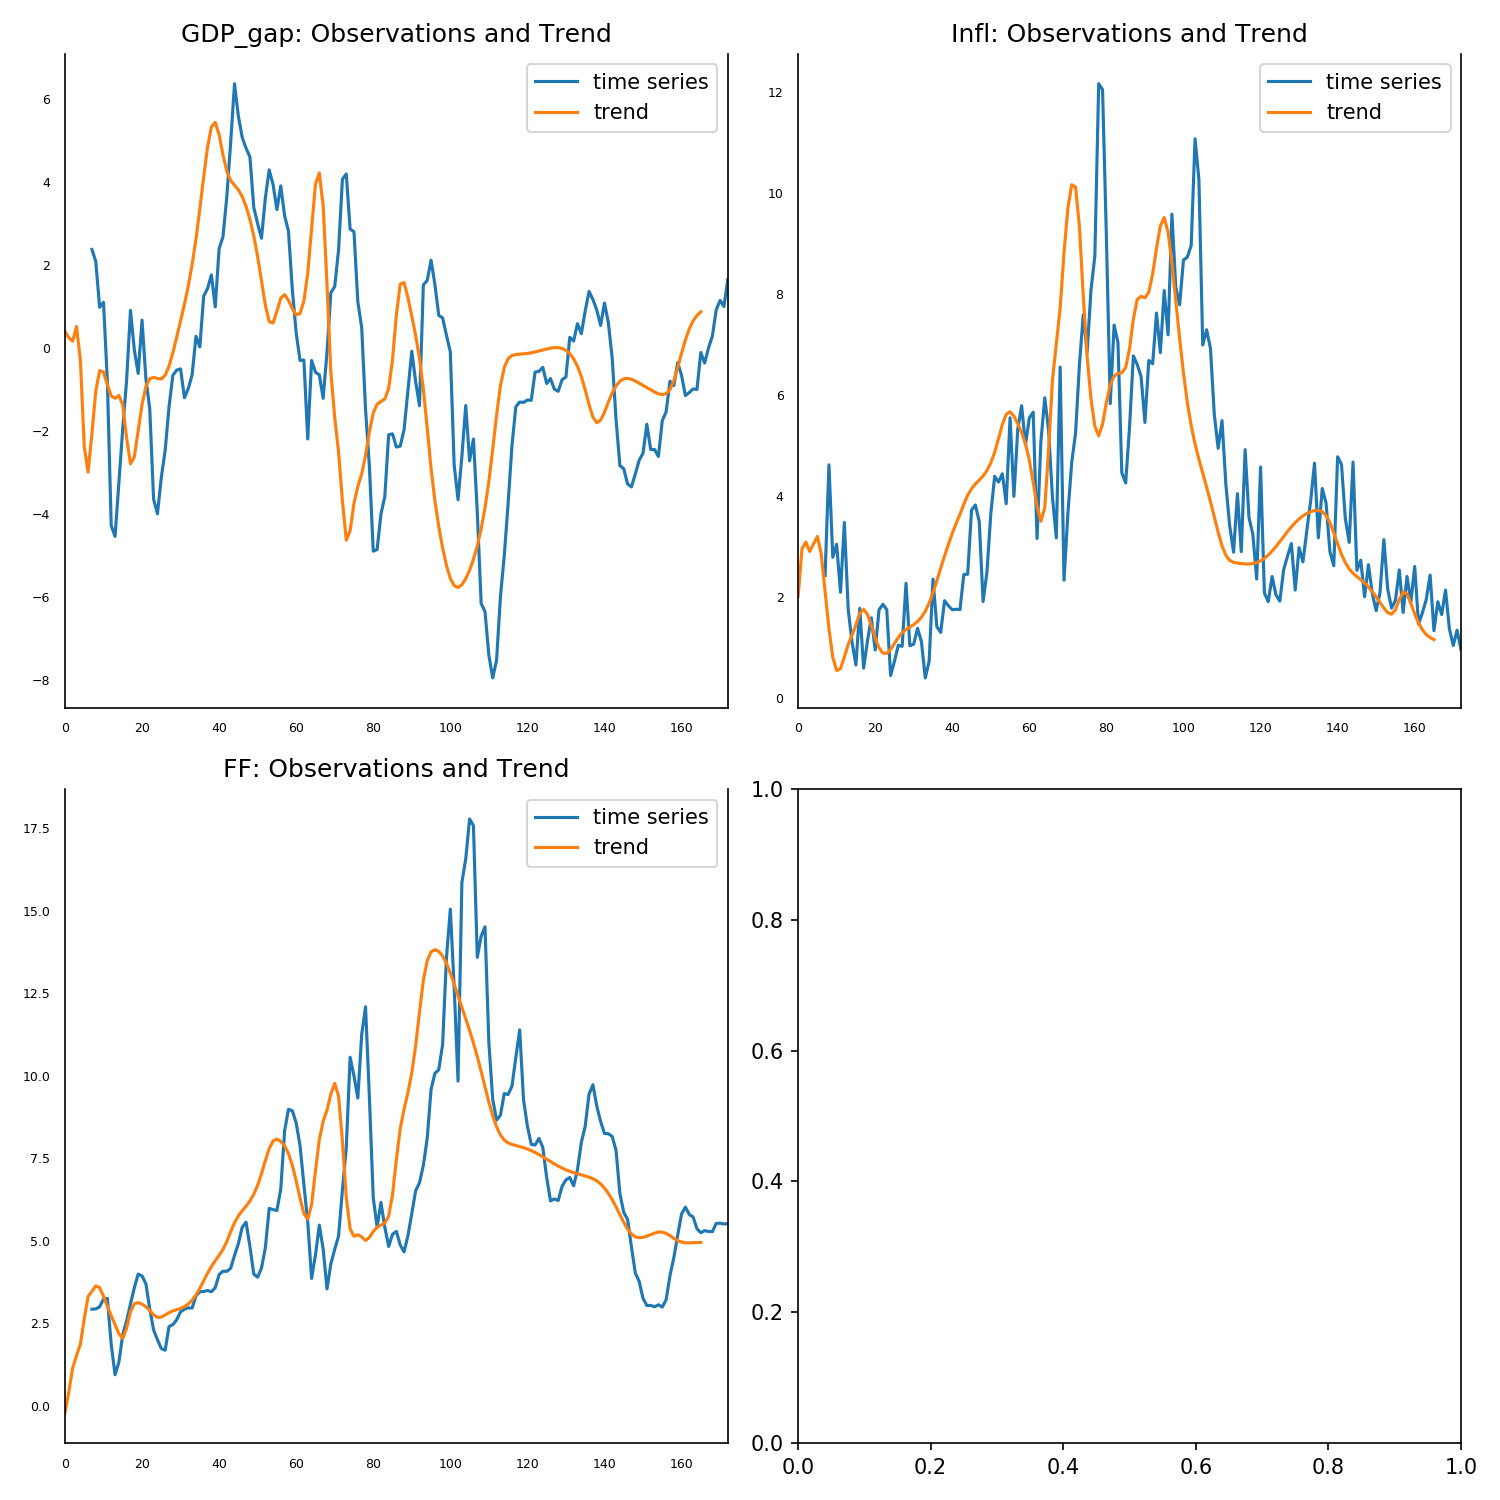 GDP_gap: Observations and Trend
time series
trend
6
4
2
0
−2
−4
−6
−8
0 20 40 60 80 100 120 140 160
Infl: Observations and Trend
time series
trend
12
10
8
6
4
2
0
0 20 40 60 80 100 120 140 160
FF: Observations and Trend
time series
trend
17.5
15.0
12.5
10.0
7.5
5.0
2.5
0.0
0 20 40 60 80 100 120 140 160
1.0
0.8
0.6
0.4
0.2
0.0
0.0 0.2 0.4 0.6 0.8 1.0